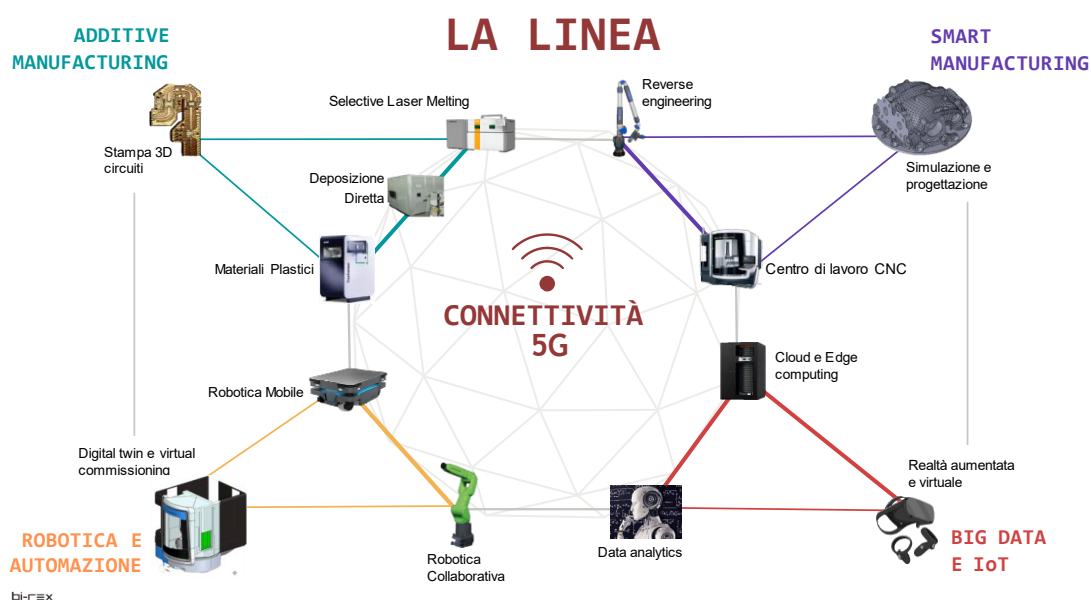 LA LINEA
ADDITIVE
MANUFACTURING
SMART
MANUFACTURING
Selective Laser Melting
Reverse
engineering
Stampa 3D
circuiti
Deposizione
Diretta
Simulazione e
progettazione
Materiali Plastici
Centro di lavoro CNC
CONNETTIVITÀ
5G
Robotica Mobile
Cloud e Edge
computing
Digital twin e virtual
commissioning
Realtà aumentata
e virtuale
ROBOTICA E
AUTOMAZIONE
Robotica
Collaborativa
Data analytics
BIG DATA
E IoT
bi-rex